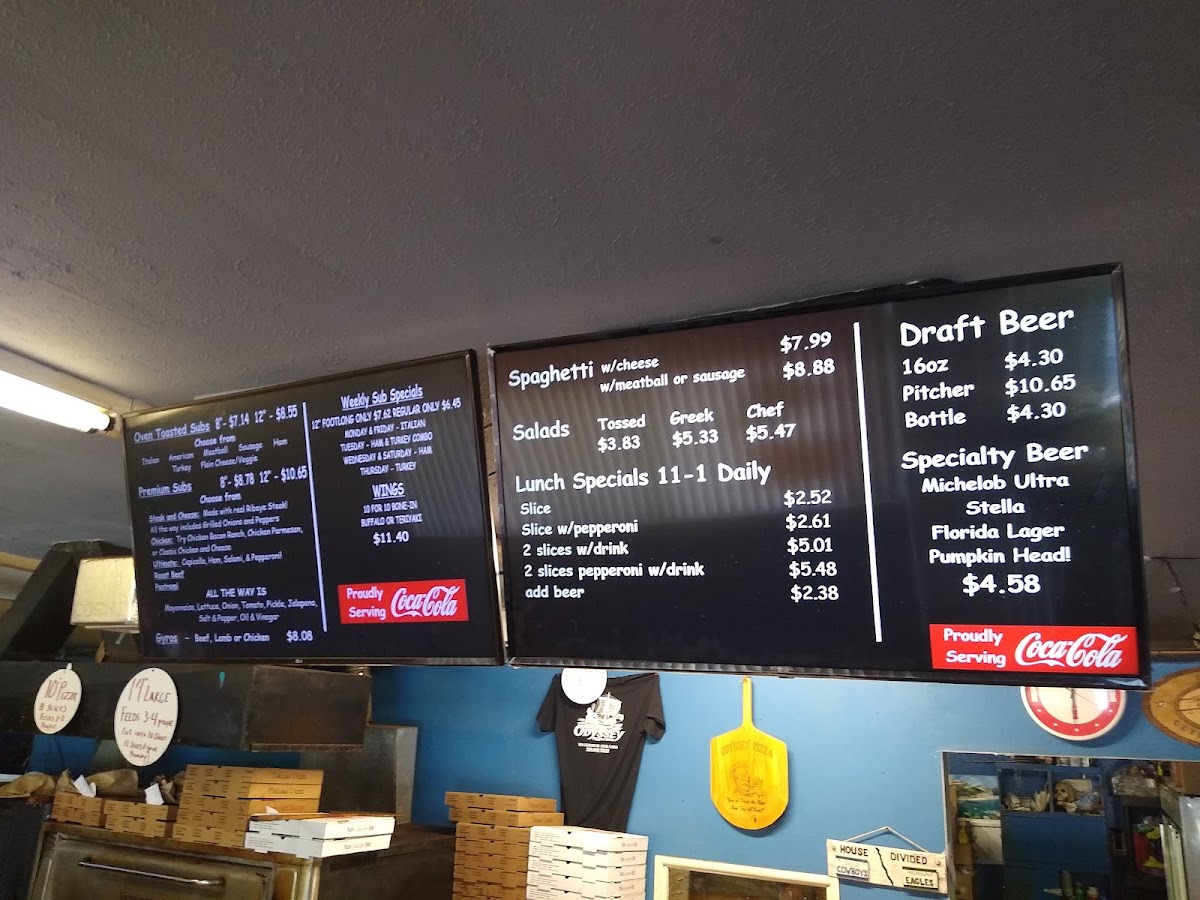 Oven Toasted Subs 8"- $7.14 12" - $8.55
Choose from
Italian American Meatball Sausage Ham
Turkey Plain Cheese/Veggie
Premium Subs 8"- $8.78 12" - $10.65
Choose from
Steak and Cheese: Made with real Ribeye Steak!
All the way includes Grilled Onions and Peppers
Chicken: Try Chicken Bacon Ranch, Chicken Parmesan,
or Classic Chicken and Cheese
Ultimate: Capicolla, Ham, Salami, & Pepperoni!
Roast Beef
Pastrami
ALL THE WAY IS
Mayonnaise, Lettuce, Onion, Tomato, Pickle, Jalapeno,
Salt & Pepper, Oil & Vinegar
Gyros - Beef, Lamb or Chicken $8.08
Weekly Sub Specials
12" FOOTLONG ONLY $7.62 REGULAR ONLY $6.45
MONDAY & FRIDAY - ITALIAN
TUESDAY - HAM & TURKEY COMBO
WEDNESDAY & SATURDAY - HAM
THURSDAY - TURKEY
WINGS
10 FOR 10 BONE-IN
BUFFALO OR TERIYAKI
$11.40
Proudly
Serving
Coca-Cola
Spaghetti w/cheese $7.99
w/meatball or sausage $8.88
Salads Tossed Greek Chef
$3.83 $5.33 $5.47
Lunch Specials 11-1 Daily
Slice $2.52
Slice w/pepperoni $2.61
2 slices w/drink $5.01
2 slices pepperoni w/drink $5.48
add beer $2.38
Draft Beer
16oz $4.30
Pitcher $10.65
Bottle $4.30
Specialty Beer
Michelob Ultra
Stella
Florida Lager
Pumpkin Head!
$4.58
Proudly
Serving
Coca-Cola
10" Pizza
14" LARGE
FEEDS 3-4 people
ODYSSEY
ODYSSEY PIZZA
HOUSE DIVIDED
COWBOYS EAGLES